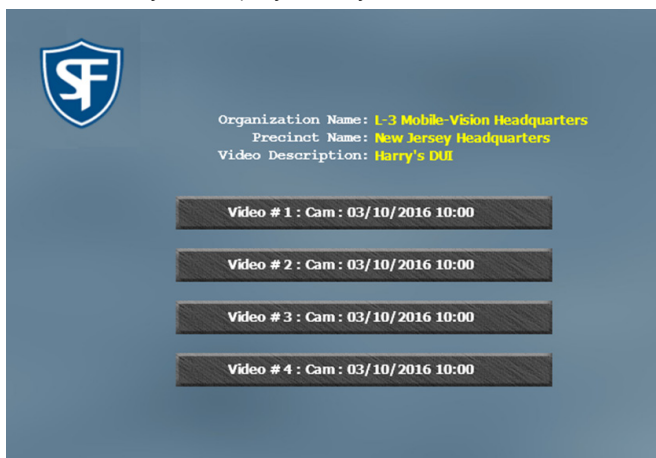 SF
Organization Name: L-3 Mobile-Vision Headquarters
Precinct Name: New Jersey Headquarters
Video Description: Harry's DUI
Video # 1 : Cam : 03/10/2016 10:00
Video # 2 : Cam : 03/10/2016 10:00
Video # 3 : Cam : 03/10/2016 10:00
Video # 4 : Cam : 03/10/2016 10:00